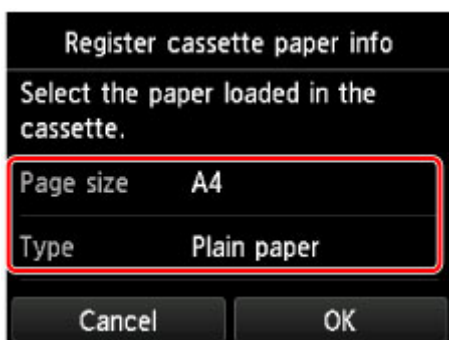 Register cassette paper info
Select the paper loaded in the
cassette.
Page size A4
Type Plain paper
Cancel OK